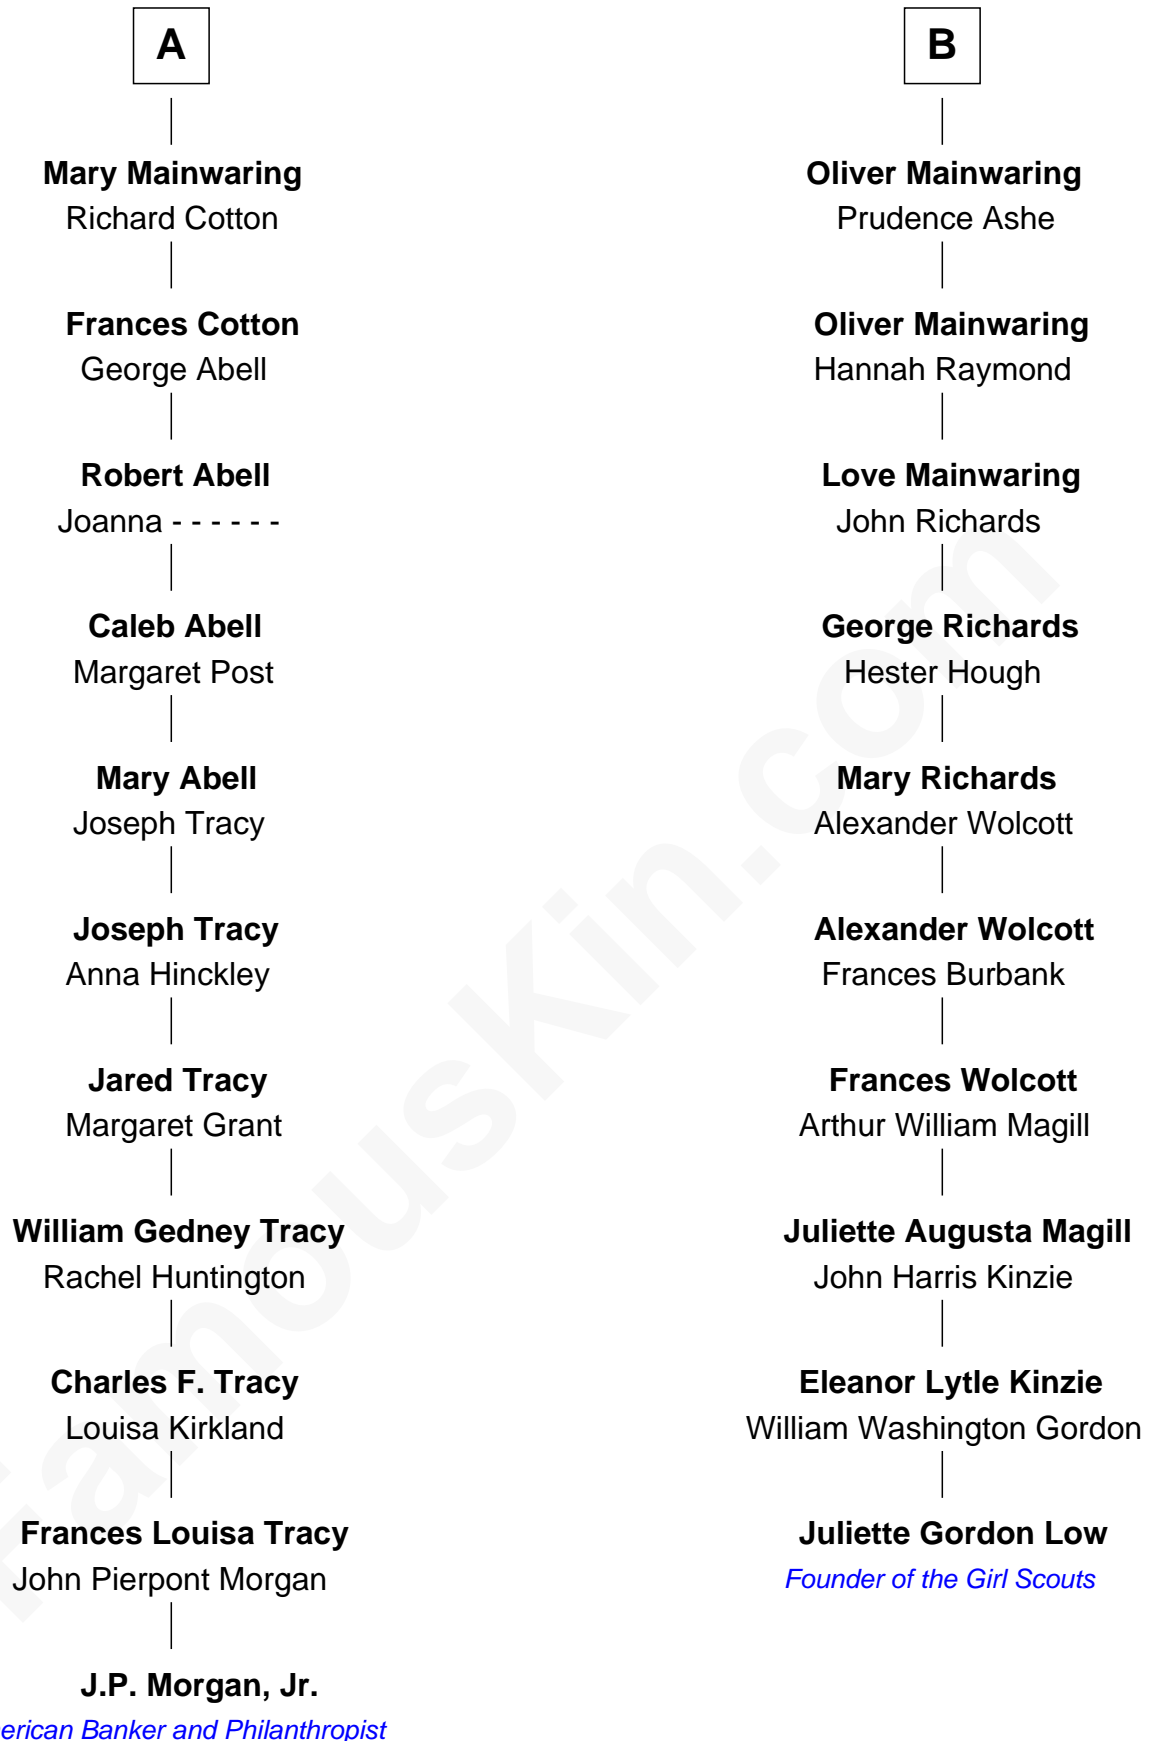 A
Mary Mainwaring
Richard Cotton
Frances Cotton
George Abell
Robert Abell
Joanna - - - - - -
Caleb Abell
Margaret Post
Mary Abell
Joseph Tracy
Joseph Tracy
Anna Hinckley
Jared Tracy
Margaret Grant
William Gedney Tracy
Rachel Huntington
Charles F. Tracy
Louisa Kirkland
Frances Louisa Tracy
John Pierpont Morgan
J.P. Morgan, Jr.
erican Banker and Philanthropist
B
Oliver Mainwaring
Prudence Ashe
Oliver Mainwaring
Hannah Raymond
Love Mainwaring
John Richards
George Richards
Hester Hough
Mary Richards
Alexander Wolcott
Alexander Wolcott
Frances Burbank
Frances Wolcott
Arthur William Magill
Juliette Augusta Magill
John Harris Kinzie
Eleanor Lytle Kinzie
William Washington Gordon
Juliette Gordon Low
Founder of the Girl Scouts
FamousKin.com